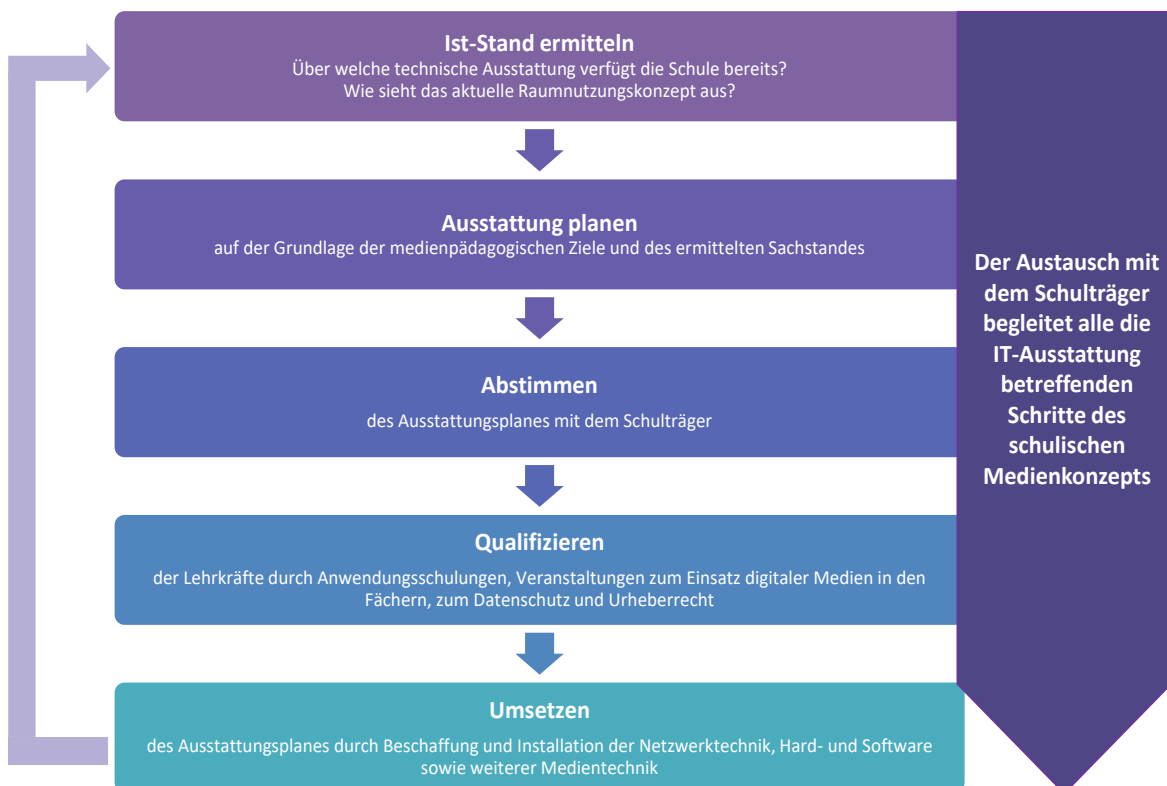 Ist-Stand ermitteln
Über welche technische Ausstattung verfügt die Schule bereits?
Wie sieht das aktuelle Raumnutzungskonzept aus?
Ausstattung planen
auf der Grundlage der medienpädagogischen Ziele und des ermittelten Sachstandes
Abstimmen
des Ausstattungsplanes mit dem Schulträger
Qualifizieren
der Lehrkräfte durch Anwendungsschulungen, Veranstaltungen zum Einsatz digitaler Medien in den
Fächern, zum Datenschutz und Urheberrecht
Umsetzen
des Ausstattungsplanes durch Beschaffung und Installation der Netzwerktechnik, Hard- und Software
sowie weiterer Medientechnik
Der Austausch mit
dem Schulträger
begleitet alle die
IT-Ausstattung
betreffenden
Schritte des
schulischen
Medienkonzepts